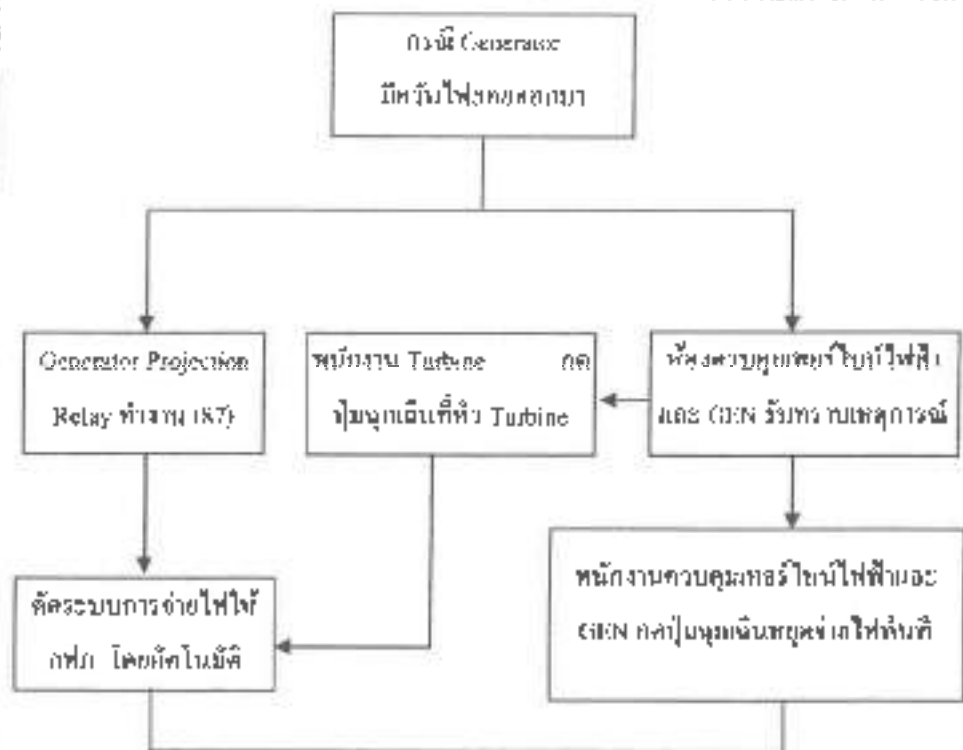 กรณี Generator
มีควันไฟลอยออกมา
Generator Projection
Relay ทำงาน (87)
พนักงาน Turbine กด
ปุ่มฉุกเฉินที่หัว Turbine
ห้องควบคุมเทอร์ไบน์ไฟฟ้า
และ GEN รับทราบเหตุการณ์
ตัดระบบการจ่ายไฟให้
กฟภ โดยอัตโนมัติ
พนักงานควบคุมเทอร์ไบน์ไฟฟ้าและ
GEN กดปุ่มฉุกเฉินหยุดจ่ายไฟทันที